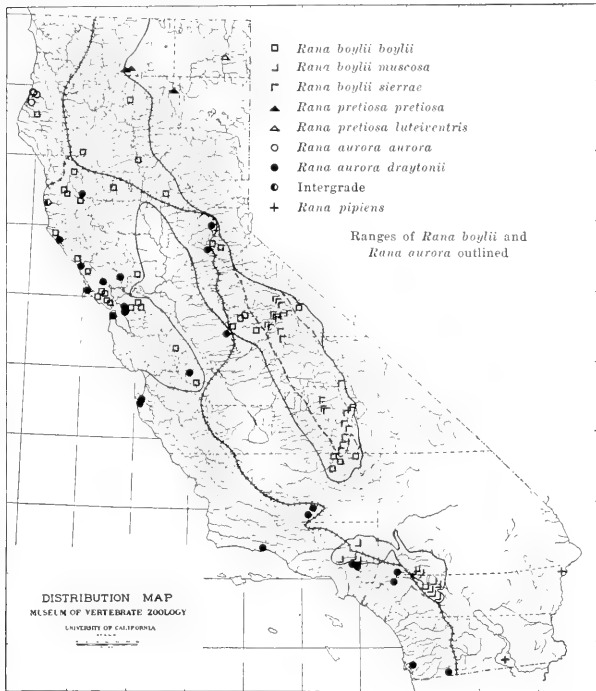 Rana boylii boylii
Rana boylii muscosa
Rana boylii sierrae
Rana pretiosa pretiosa
Rana pretiosa luteiventris
Rana aurora aurora
Rana aurora draytonii
Intergrade
Rana pipiens
Ranges of Rana boylii and
Rana aurora outlined
DISTRIBUTION MAP
MUSEUM OF VERTEBRATE ZOOLOGY
UNIVERSITY OF CALIFORNIA